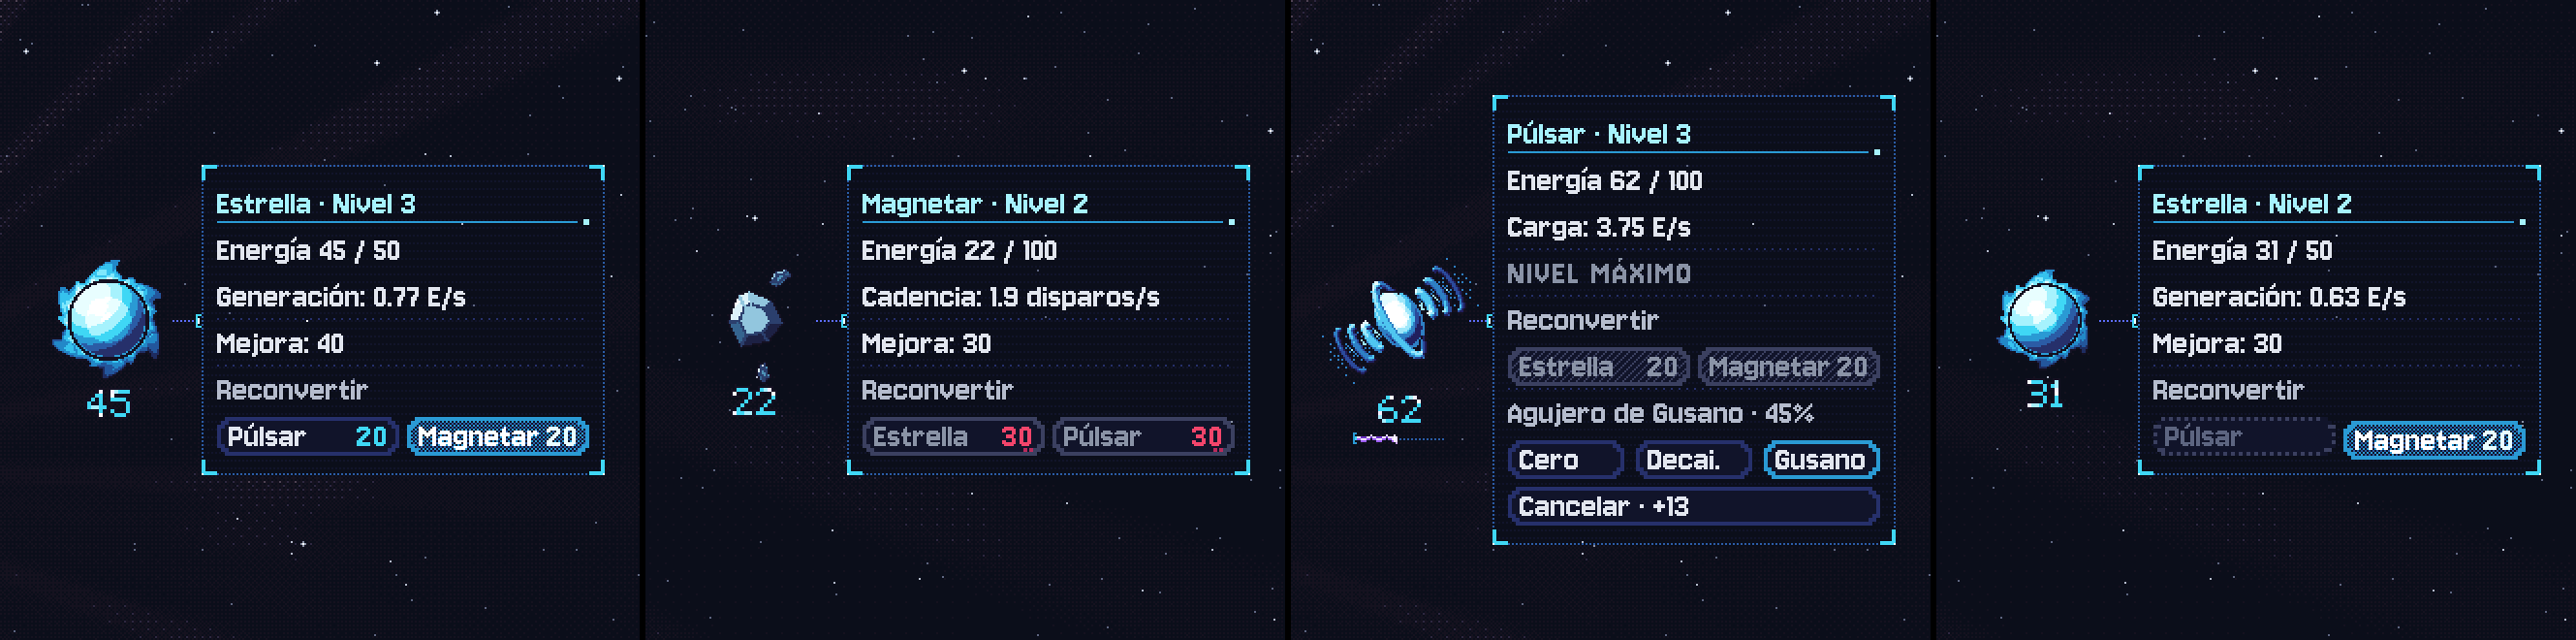 Estrella · Nivel 3
Energía 45 / 50
Generación: 0.77 E/s
Mejora: 40
Reconvertir
Púlsar 20 Magnetar 20
45
Magnetar · Nivel 2
Energía 22 / 100
Cadencia: 1.9 disparos/s
Mejora: 30
Reconvertir
Estrella 30 Púlsar 30
22
Púlsar · Nivel 3
Energía 62 / 100
Carga: 3.75 E/s
NIVEL MÁXIMO
Reconvertir
Estrella 20 Magnetar 20
Agujero de Gusano · 45%
Cero Decai. Gusano
Cancelar · +13
62
Estrella · Nivel 2
Energía 31 / 50
Generación: 0.63 E/s
Mejora: 30
Reconvertir
Púlsar Magnetar 20
31